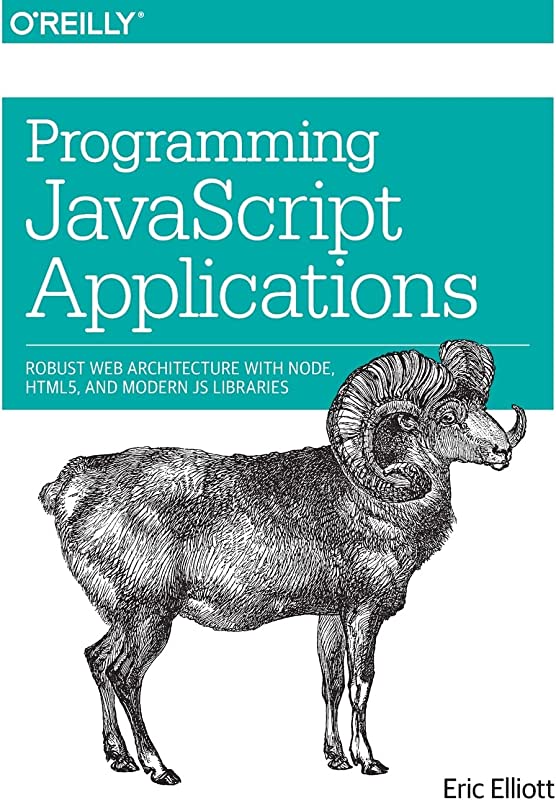 O'REILLY®
Programming
JavaScript
Applications
ROBUST WEB ARCHITECTURE WITH NODE,
HTML5, AND MODERN JS LIBRARIES
Eric Elliott